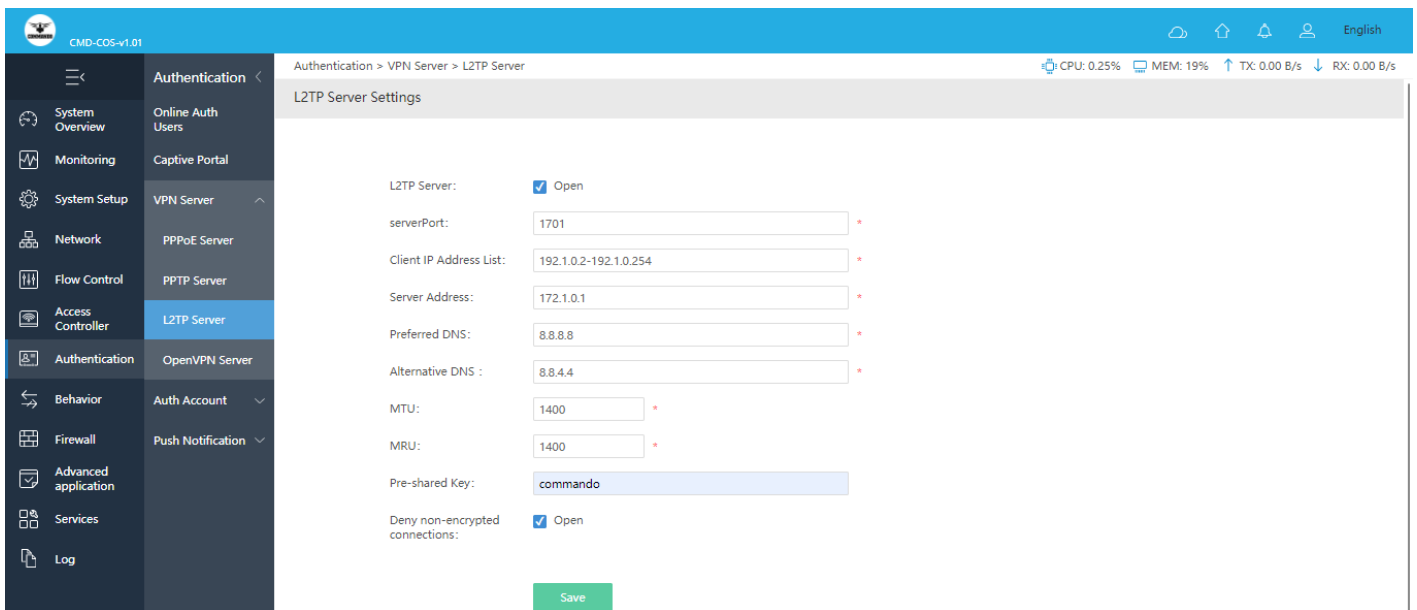 CMD-COS-v1.01
English
Authentication
Authentication > VPN Server > L2TP Server
CPU: 0.25%
MEM: 19%
TX: 0.00 B/s
RX: 0.00 B/s
L2TP Server Settings
System
Overview
Monitoring
System Setup
Network
Flow Control
Access
Controller
Authentication
Behavior
Firewall
Advanced
application
Services
Log
Online Auth
Users
Captive Portal
VPN Server
PPPoE Server
PPTP Server
L2TP Server
OpenVPN Server
Auth Account
Push Notification
L2TP Server: Open
serverPort: 1701 *
Client IP Address List: 192.1.0.2-192.1.0.254 *
Server Address: 172.1.0.1 *
Preferred DNS: 8.8.8.8 *
Alternative DNS : 8.8.4.4 *
MTU: 1400 *
MRU: 1400 *
Pre-shared Key: commando
Deny non-encrypted
connections:
Open
Save